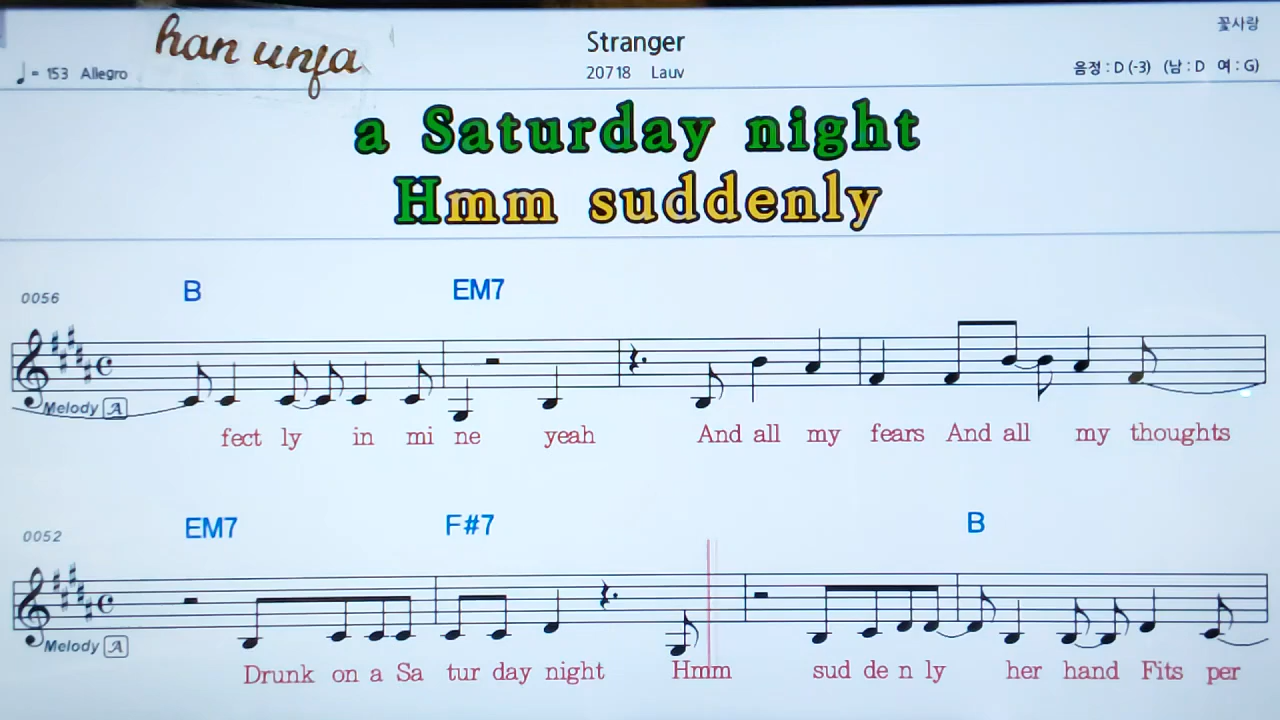 han unfa
Stranger
꽃사랑
♩= 153 Allegro
20718 Lauv
음정 : D (-3) (남 : D 여 : G)
a Saturday night
Hmm suddenly
B EM7
0056
Melody A
fect ly in mi ne yeah And all my fears And all my thoughts
EM7 F#7 B
0052
Melody A
Drunk on a Sa tur day night Hmm sud de n ly her hand Fits per